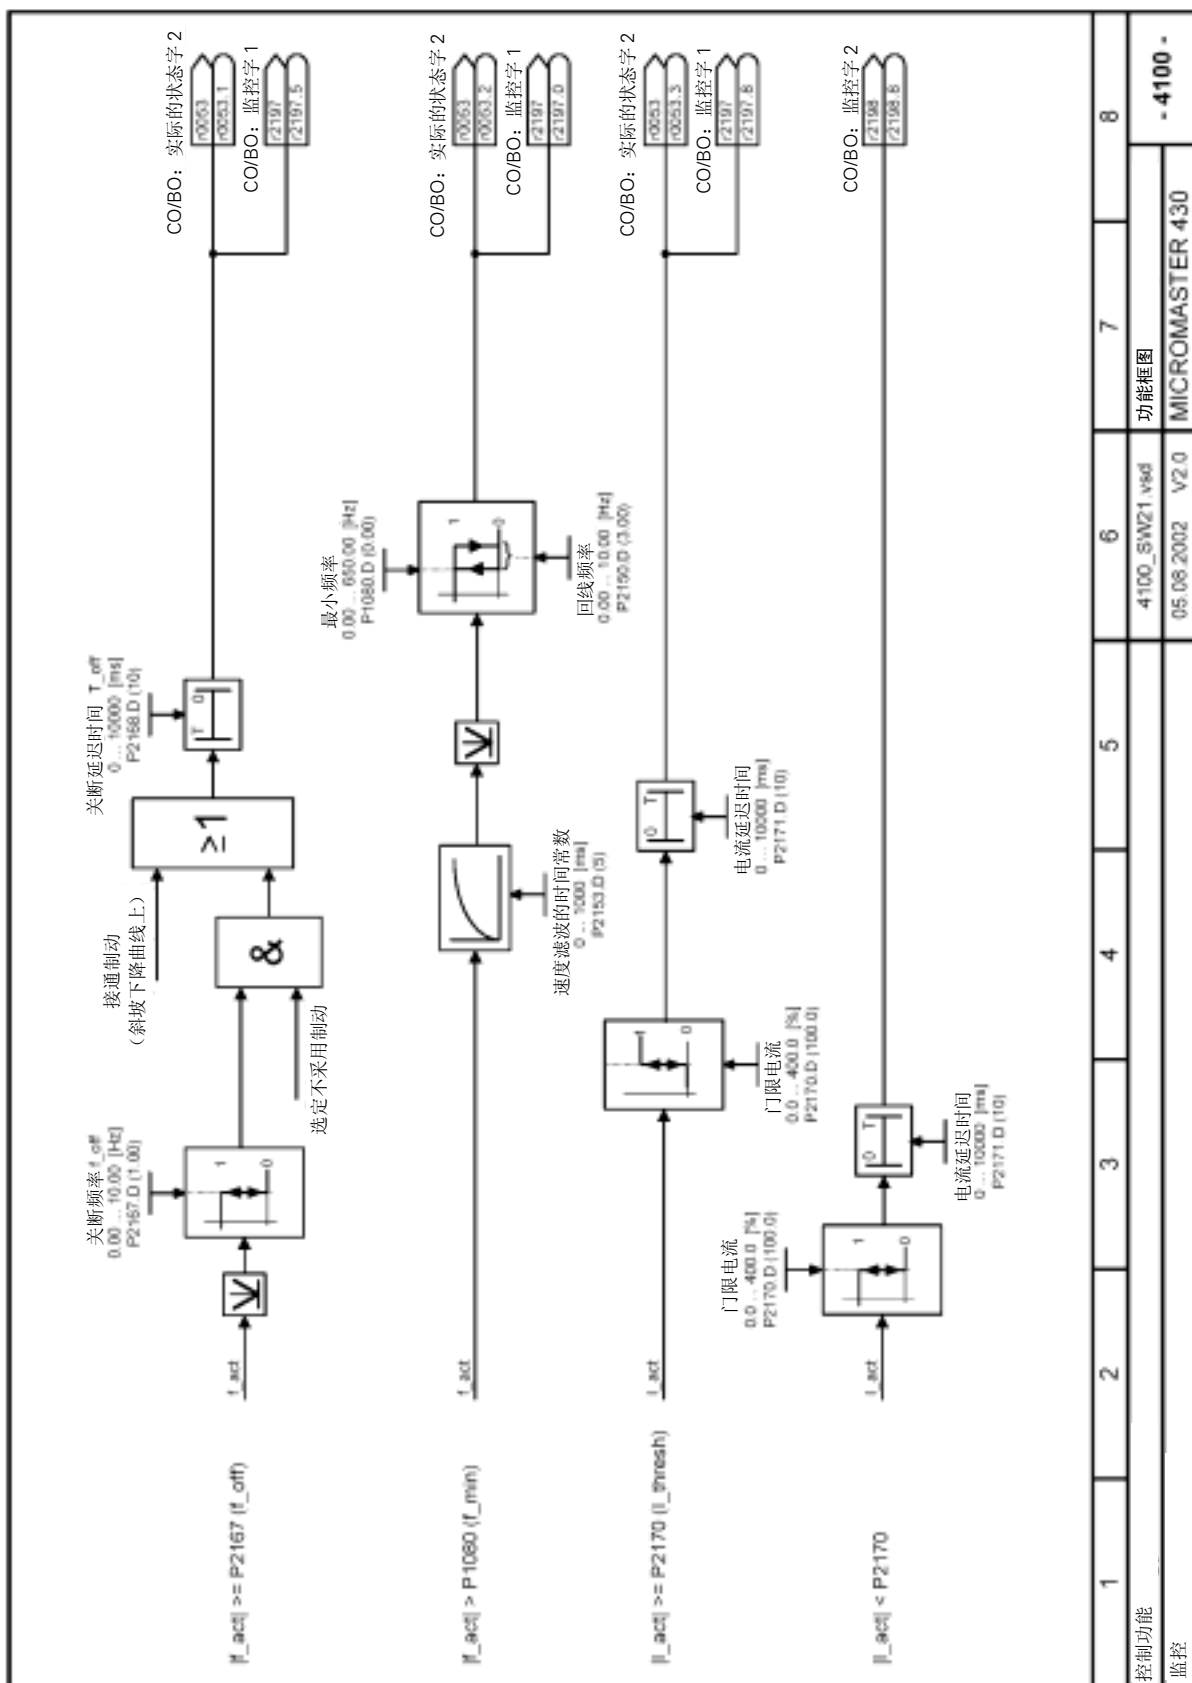 |f_act| >= P2167 (f_off)
f_act
关断频率 f_off
0.00 ... 10.00 [Hz]
P2167.D (1.00)
1
0
选定不采用制动
&
接通制动
（斜坡下降曲线上）
≥1
关断延迟时间 T_off
0 ... 10000 [ms]
P2168.D (10)
T 0
CO/BO：实际的状态字 2
r0053
r0053.1
CO/BO：监控字 1
r2197
r2197.5
|f_act| > P1080 (f_min)
f_act
速度滤波的时间常数
0 ... 1000 [ms]
P2153.D (5)
最小频率
0.00 ... 650.00 [Hz]
P1080.D (0.00)
1
0
回线频率
0.00 ... 10.00 [Hz]
P2150.D (3.00)
CO/BO：实际的状态字 2
r0053
r0053.2
CO/BO：监控字 1
r2197
r2197.0
|I_act| >= P2170 (I_thresh)
I_act
1
0
门限电流
0.0 ... 400.0 [%]
P2170.D (100.0)
0 T
电流延迟时间
0 ... 10000 [ms]
P2171.D (10)
CO/BO：实际的状态字 2
r0053
r0053.3
CO/BO：监控字 1
r2197
r2197.8
|I_act| < P2170
I_act
门限电流
0.0 ... 400.0 [%]
P2170.D (100.0)
1
0
0 T
电流延迟时间
0 ... 10000 [ms]
P2171.D (10)
CO/BO：监控字 2
r2198
r2198.8
1 2 3 4 5 6 7 8
控制功能
4100_SW21.vsd
功能框图
- 4100 -
监控
05.08.2002 V2.0
MICROMASTER 430